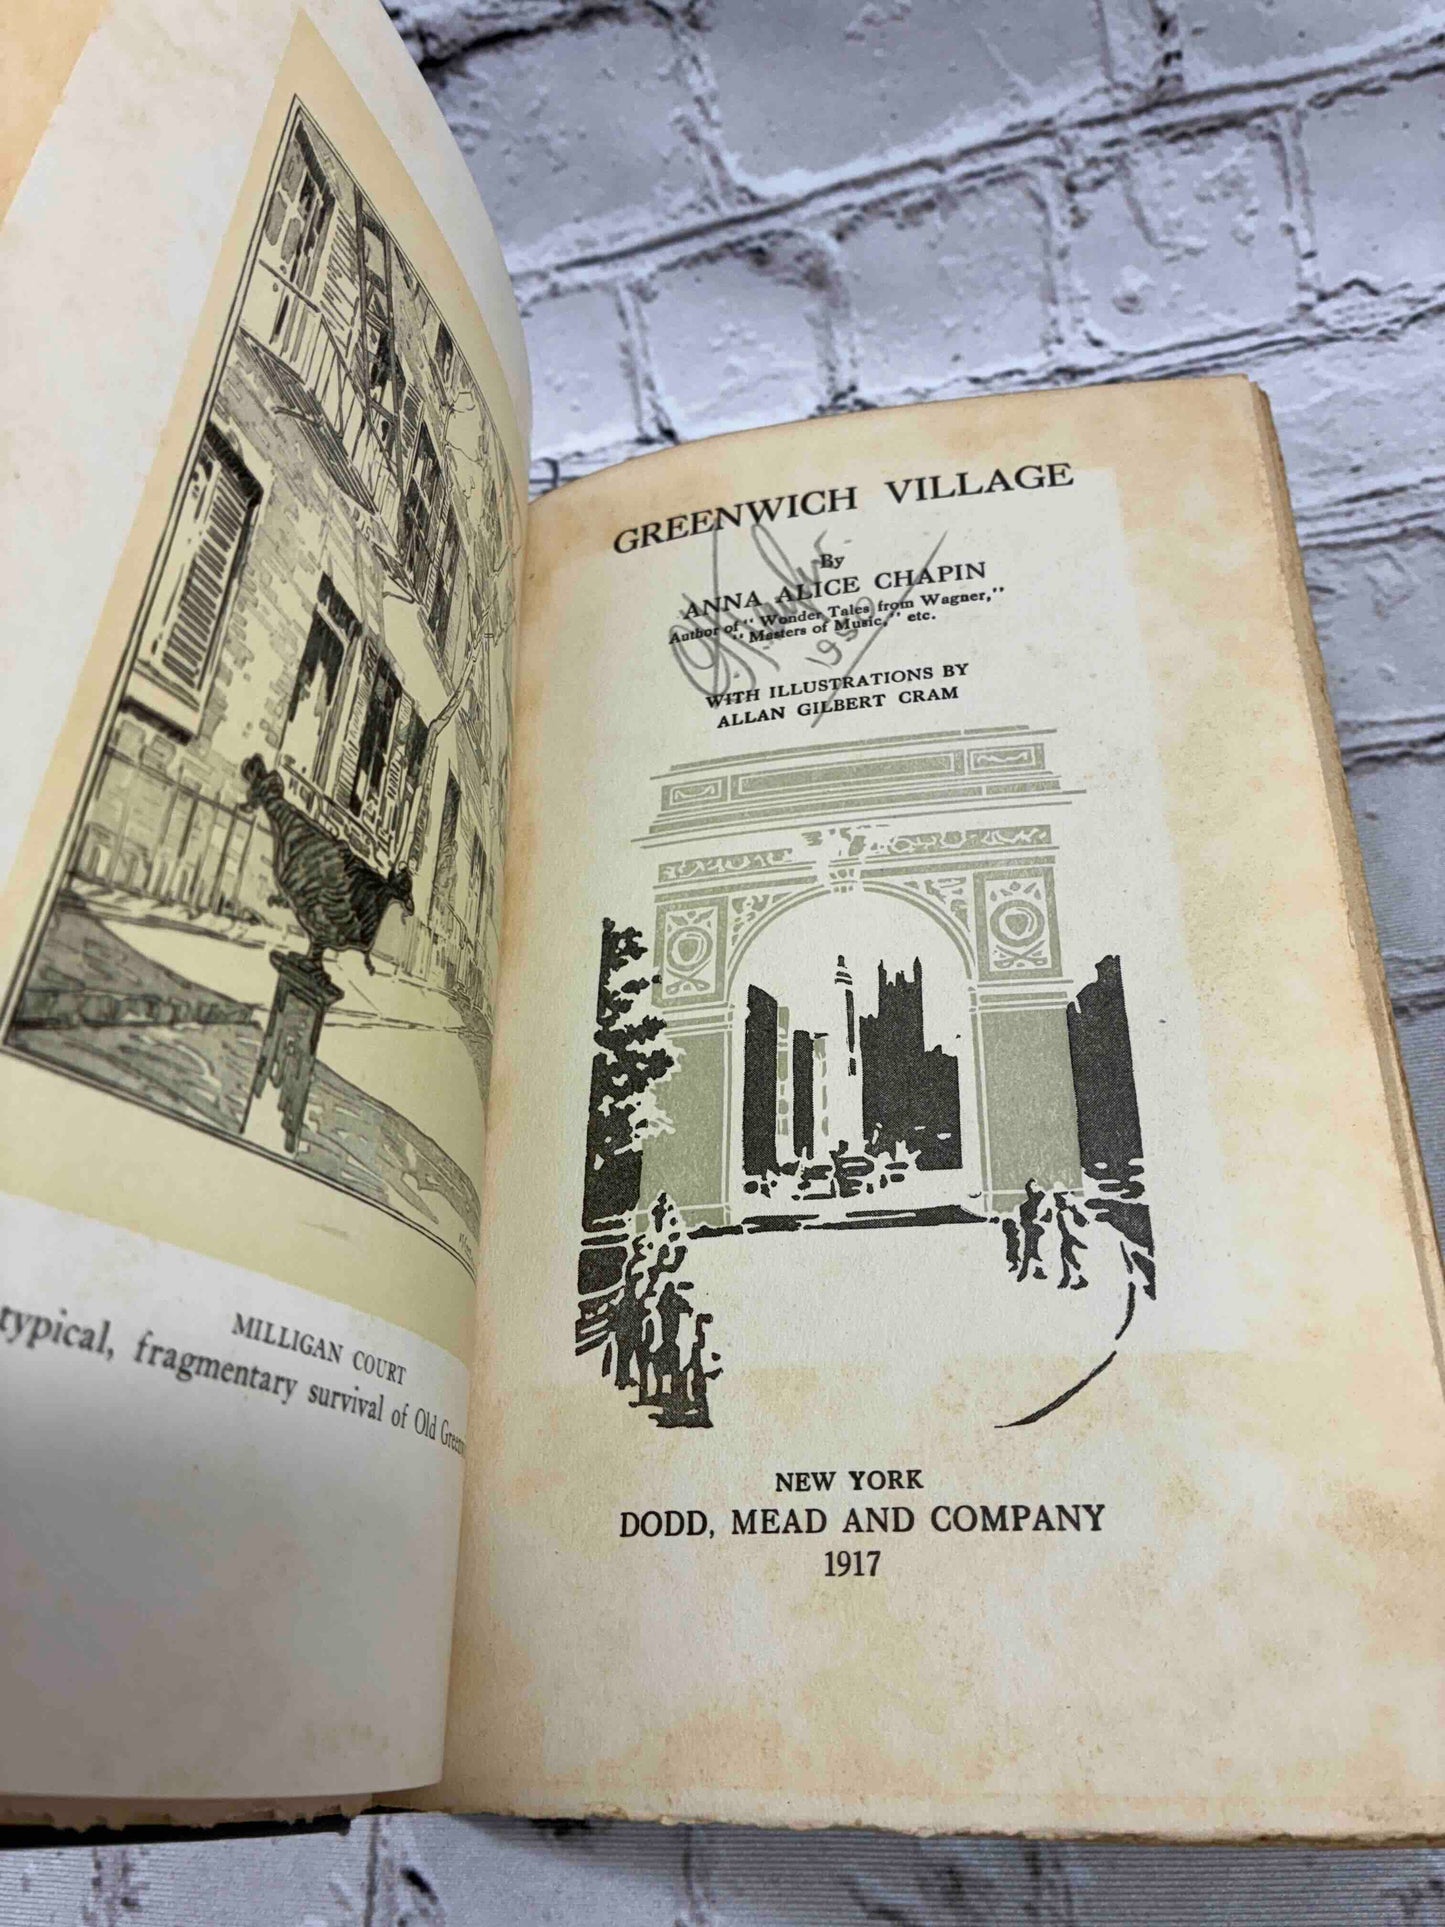 MILLIGAN COURT
typical, fragmentary survival of Old
GREENWICH VILLAGE
By
ANNA ALICE CHAPIN
Author of "Wonder Tales from Wagner,"
"Masters of Music," etc.
WITH ILLUSTRATIONS BY
ALLAN GILBERT CRAM
NEW YORK
DODD, MEAD AND COMPANY
1917